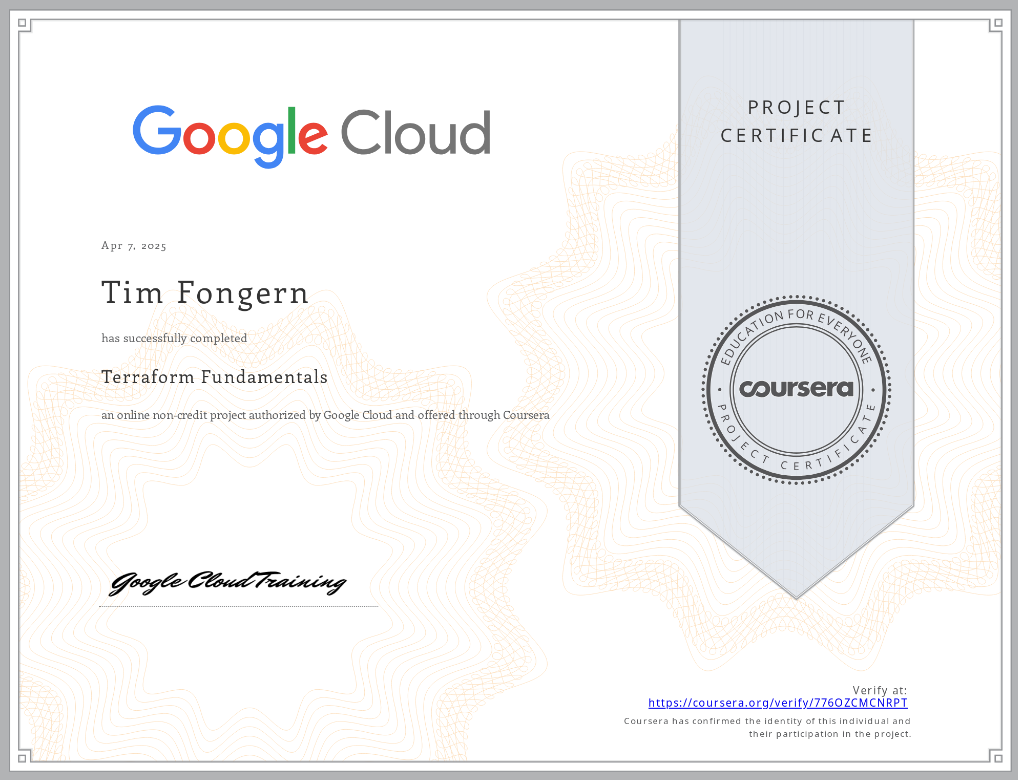 Google Cloud
PROJECT
CERTIFICATE
Apr 7, 2025
Tim Fongern
has successfully completed
Terraform Fundamentals
an online non-credit project authorized by Google Cloud and offered through Coursera
EDUCATION FOR EVERYONE
coursera
PROJECT CERTIFICATE
Google Cloud Training
Verify at:
https://coursera.org/verify/776OZCMCNRPT
Coursera has confirmed the identity of this individual and
their participation in the project.